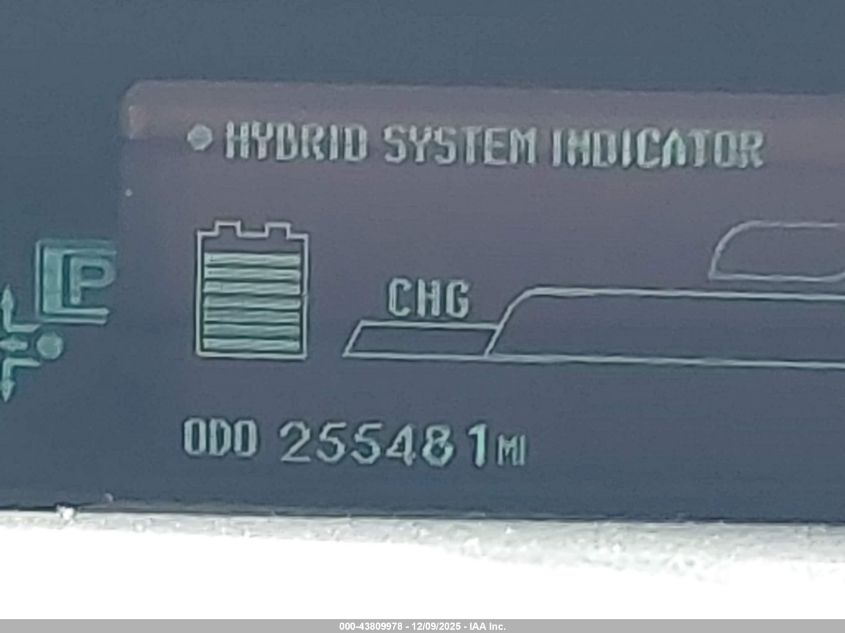 HYBRID SYSTEM INDICATOR
P
CHG
ODO 255481 MI
000-43809978 - 12/09/2025 - IAA Inc.